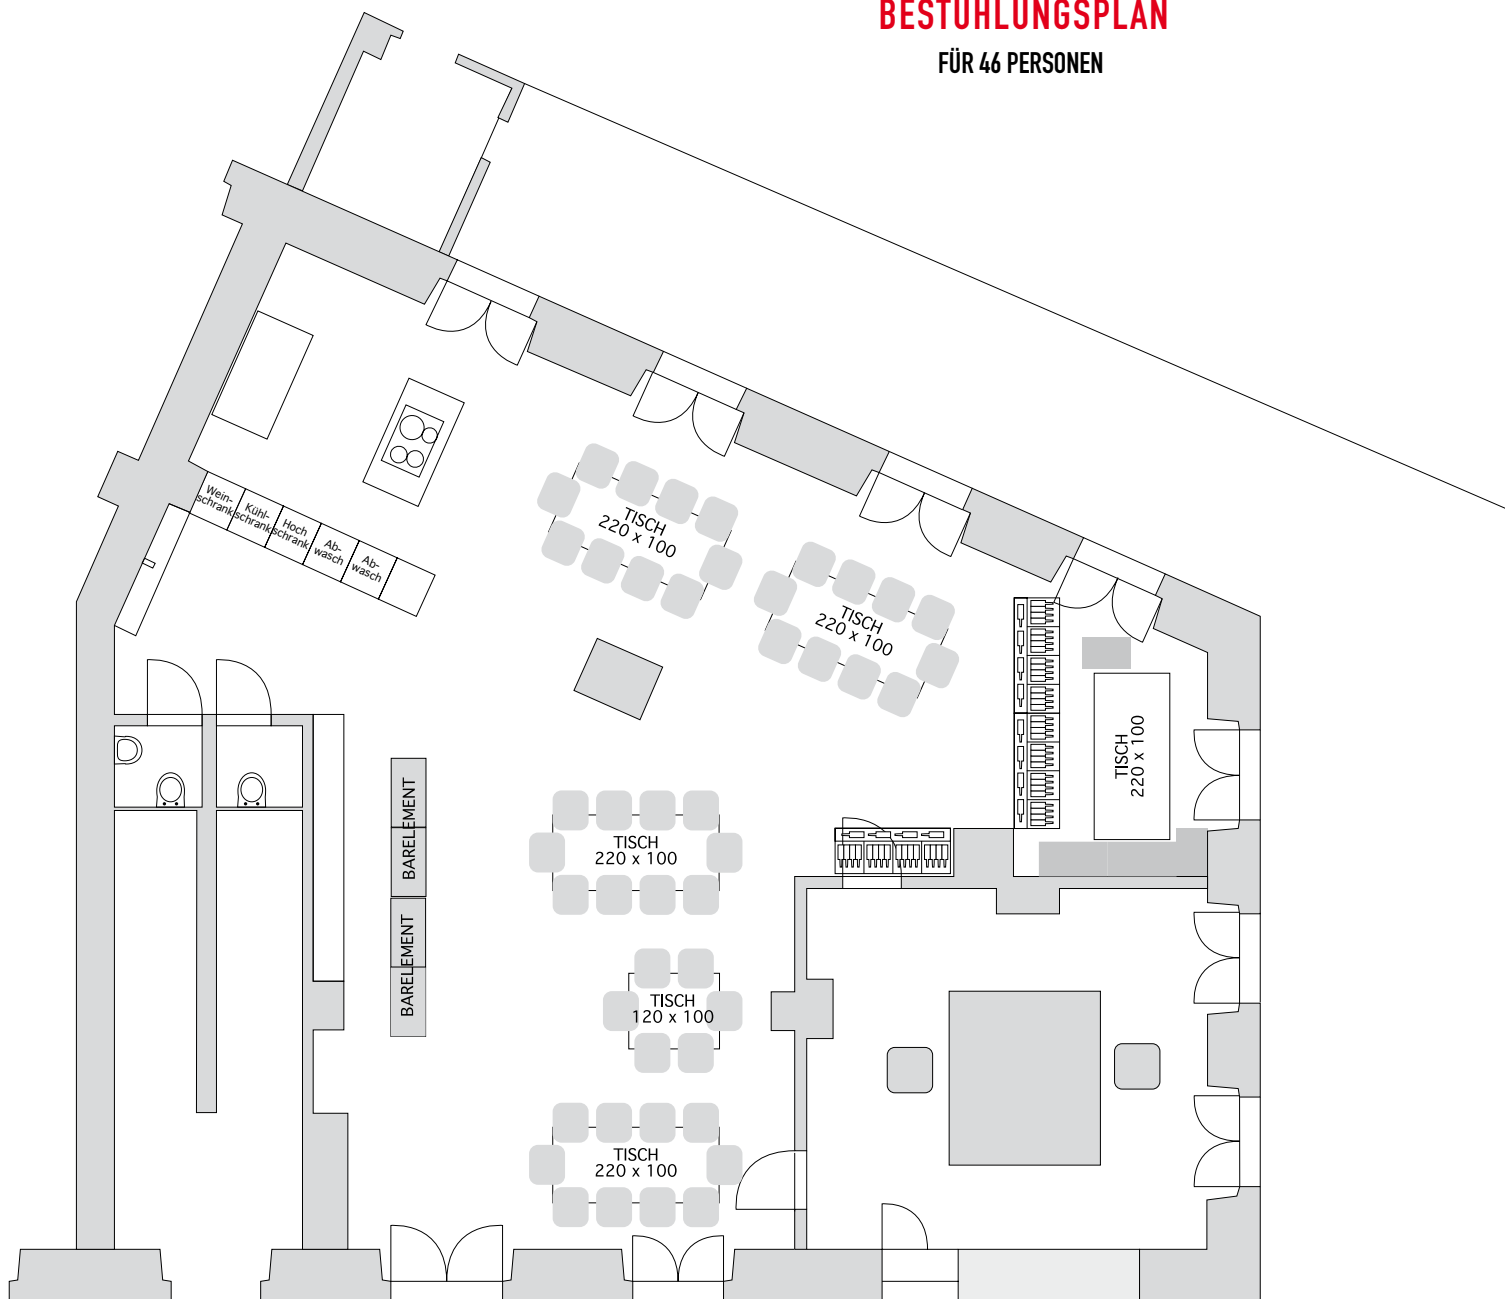 BESTUHLUNGSPLAN
FÜR 46 PERSONEN
Wein-
schrank
Kühl-
schrank
Hoch
schrank
Ab-
wasch
Ab-
wasch
TISCH
220 x 100
TISCH
220 x 100
TISCH
220 x 100
BARELEMENT
BARELEMENT
TISCH
220 x 100
TISCH
120 x 100
TISCH
220 x 100